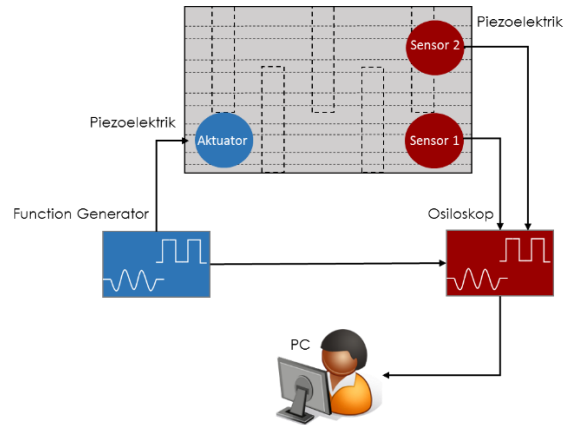 Piezoelektrik
Sensor 2
Piezoelektrik
Aktuator
Sensor 1
Function Generator
Osiloskop
PC